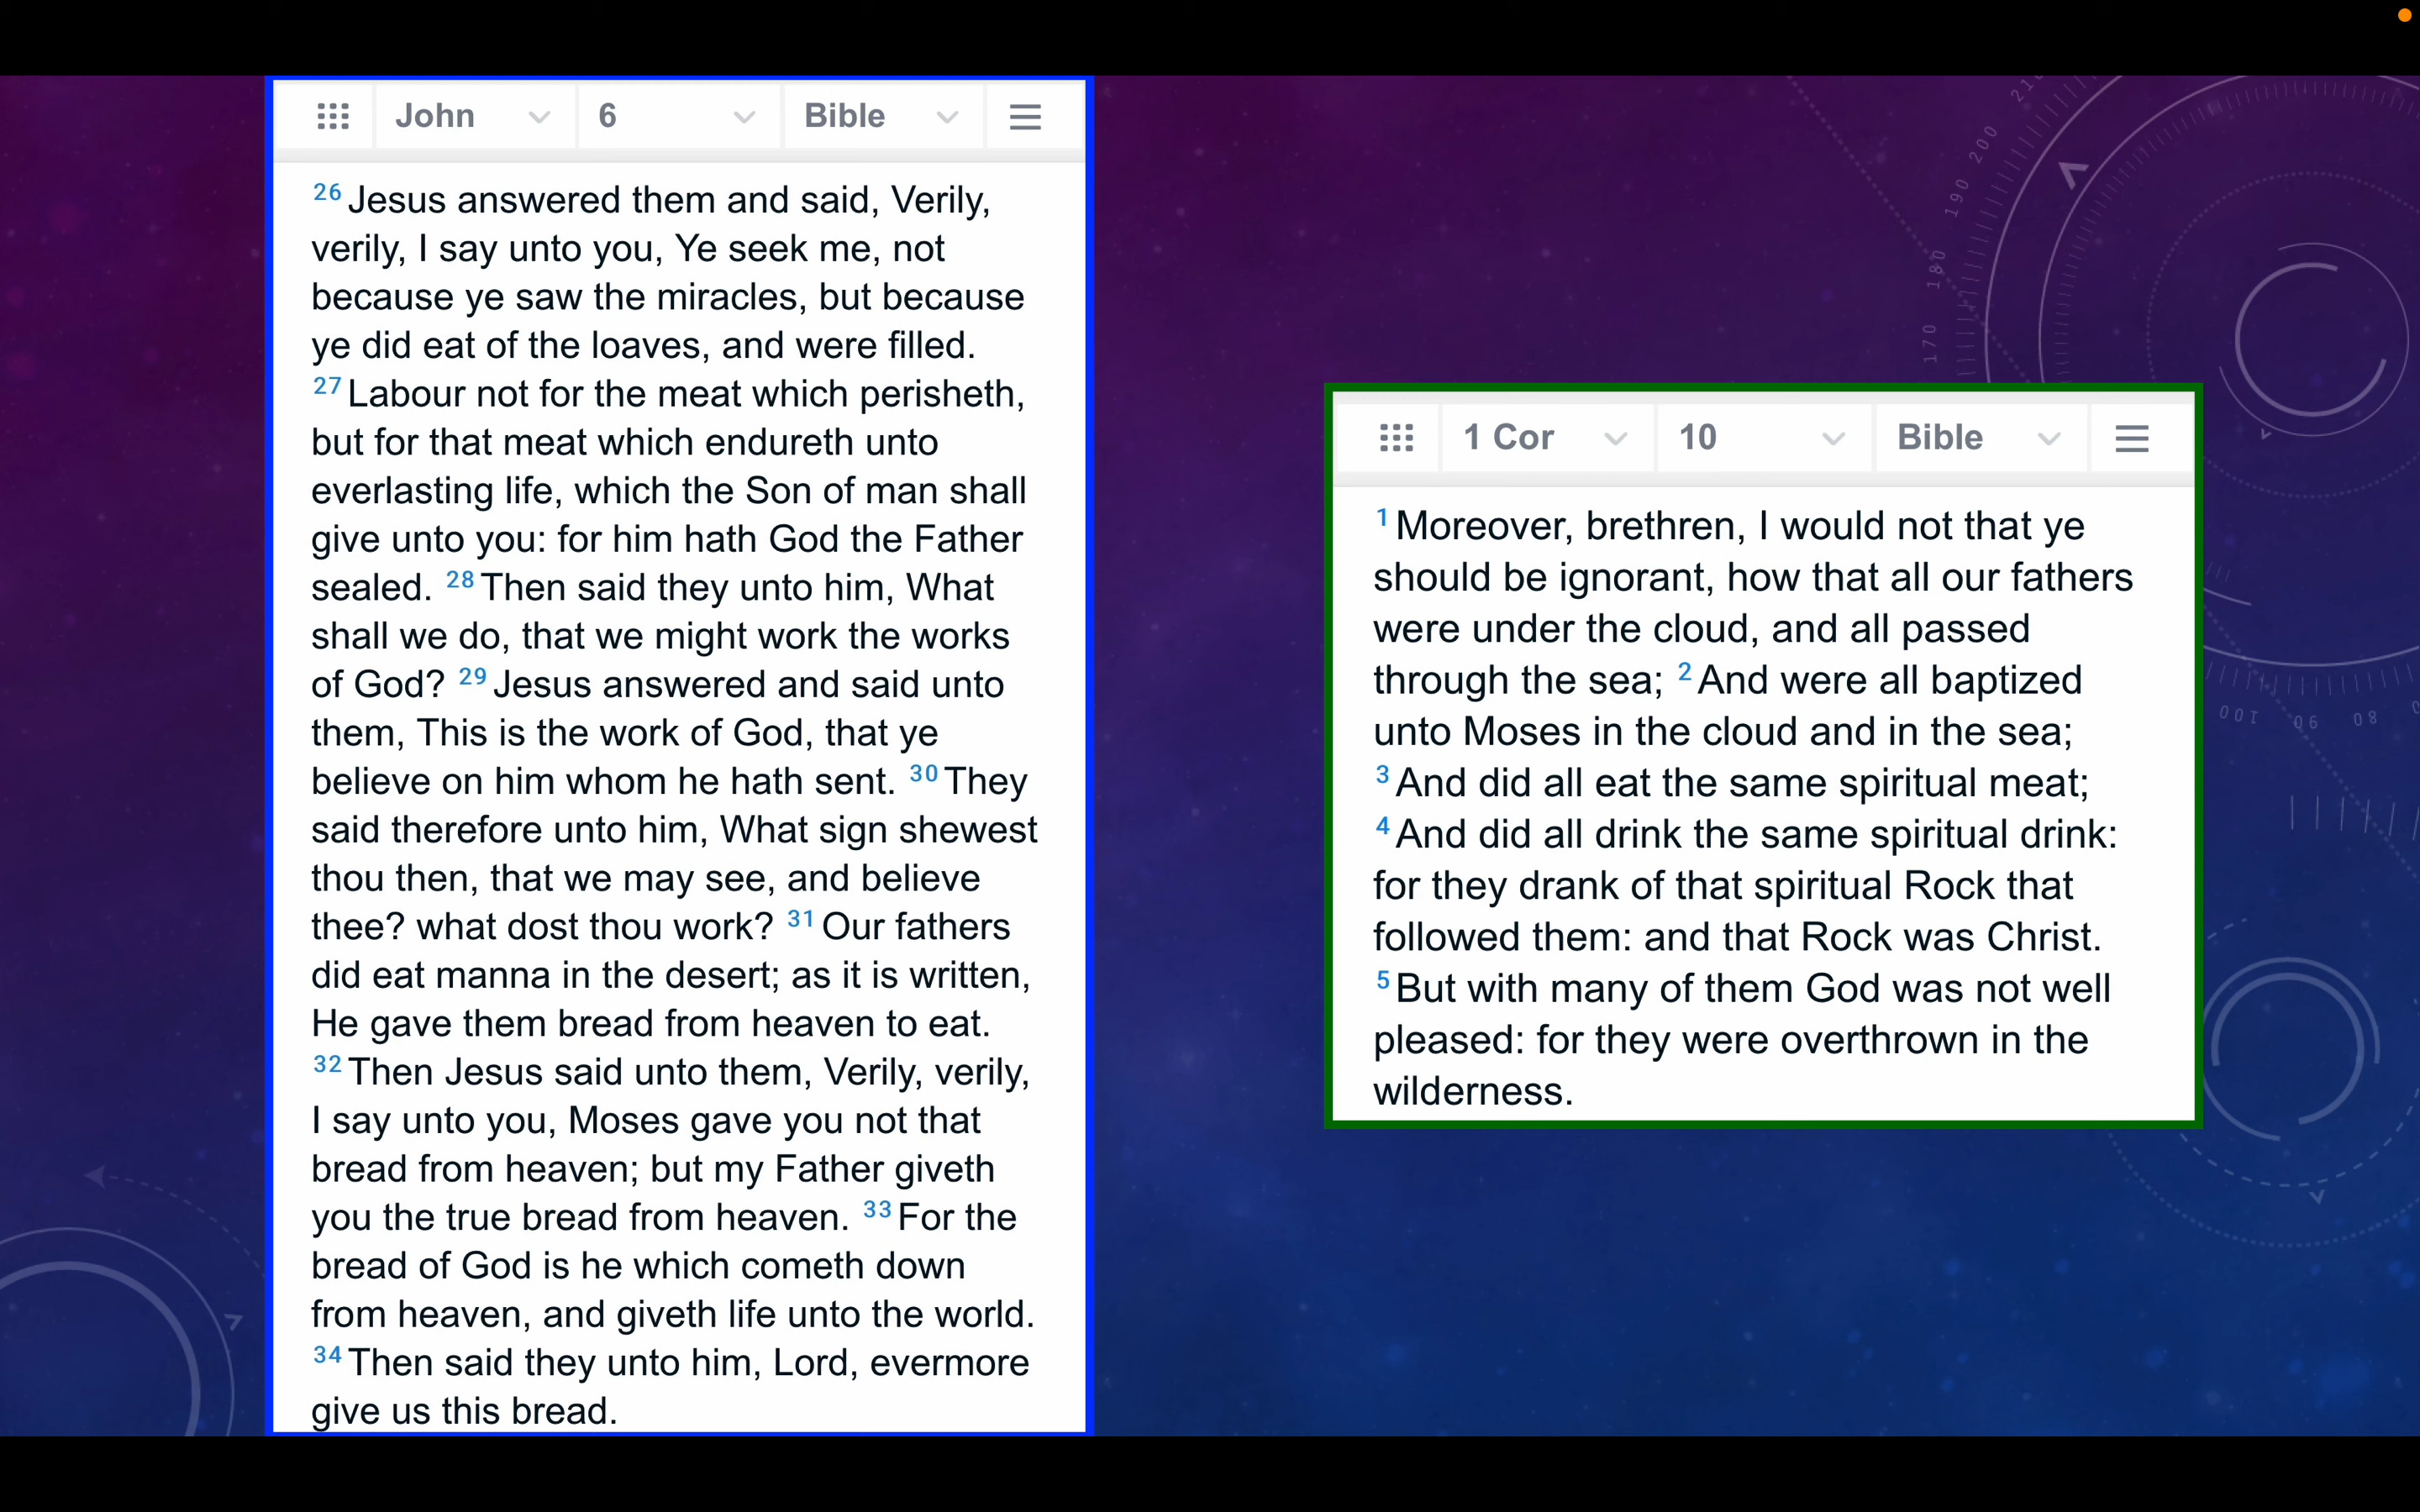 John 6 Bible
26 Jesus answered them and said, Verily,
verily, I say unto you, Ye seek me, not
because ye saw the miracles, but because
ye did eat of the loaves, and were filled.
27 Labour not for the meat which perisheth,
but for that meat which endureth unto
everlasting life, which the Son of man shall
give unto you: for him hath God the Father
sealed. 28 Then said they unto him, What
shall we do, that we might work the works
of God? 29 Jesus answered and said unto
them, This is the work of God, that ye
believe on him whom he hath sent. 30 They
said therefore unto him, What sign shewest
thou then, that we may see, and believe
thee? what dost thou work? 31 Our fathers
did eat manna in the desert; as it is written,
He gave them bread from heaven to eat.
32 Then Jesus said unto them, Verily, verily,
I say unto you, Moses gave you not that
bread from heaven; but my Father giveth
you the true bread from heaven. 33 For the
bread of God is he which cometh down
from heaven, and giveth life unto the world.
34 Then said they unto him, Lord, evermore
give us this bread.
1 Cor 10 Bible
1 Moreover, brethren, I would not that ye
should be ignorant, how that all our fathers
were under the cloud, and all passed
through the sea; 2 And were all baptized
unto Moses in the cloud and in the sea;
3 And did all eat the same spiritual meat;
4 And did all drink the same spiritual drink:
for they drank of that spiritual Rock that
followed them: and that Rock was Christ.
5 But with many of them God was not well
pleased: for they were overthrown in the
wilderness.
170 180 190 200
100 90 80